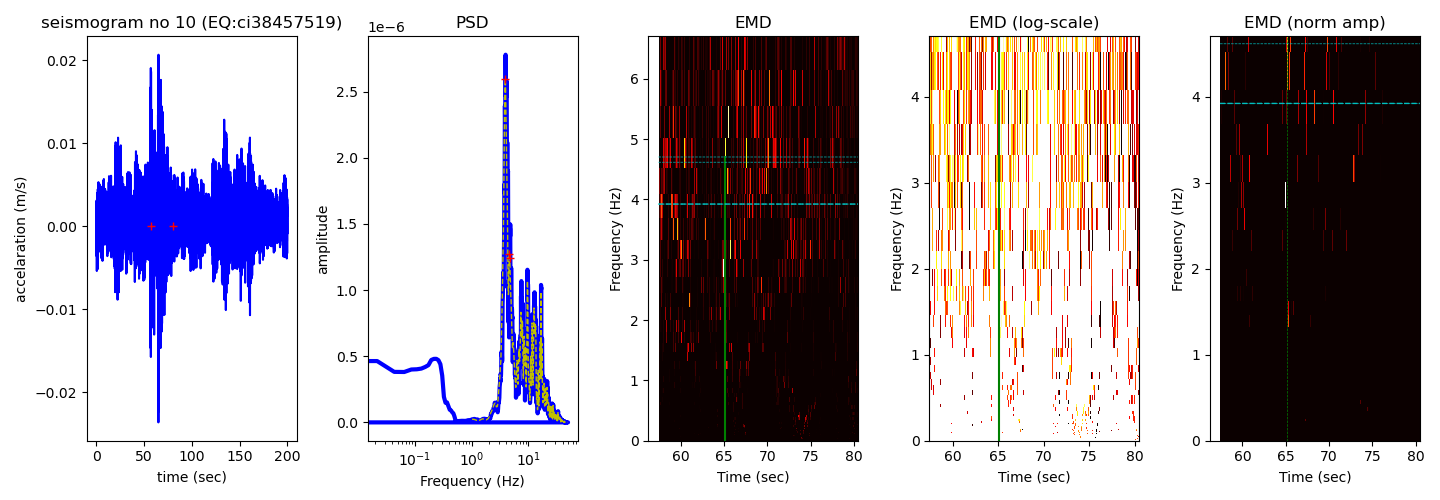 seismogram no 10 (EQ:ci38457519)
PSD
EMD
EMD (log-scale)
EMD (norm amp)
1e−6
accelaration (m/s)
0.02
0.01
0.00
−0.01
−0.02
0 50 100 150 200
time (sec)
amplitude
2.5
2.0
1.5
1.0
0.5
0.0
10⁻¹ 10⁰ 10¹
Frequency (Hz)
Frequency (Hz)
6
5
4
3
2
1
0
60 65 70 75 80
Time (sec)
Frequency (Hz)
4
3
2
1
0
60 65 70 75 80
Time (sec)
Frequency (Hz)
4
3
2
1
0
60 65 70 75 80
Time (sec)